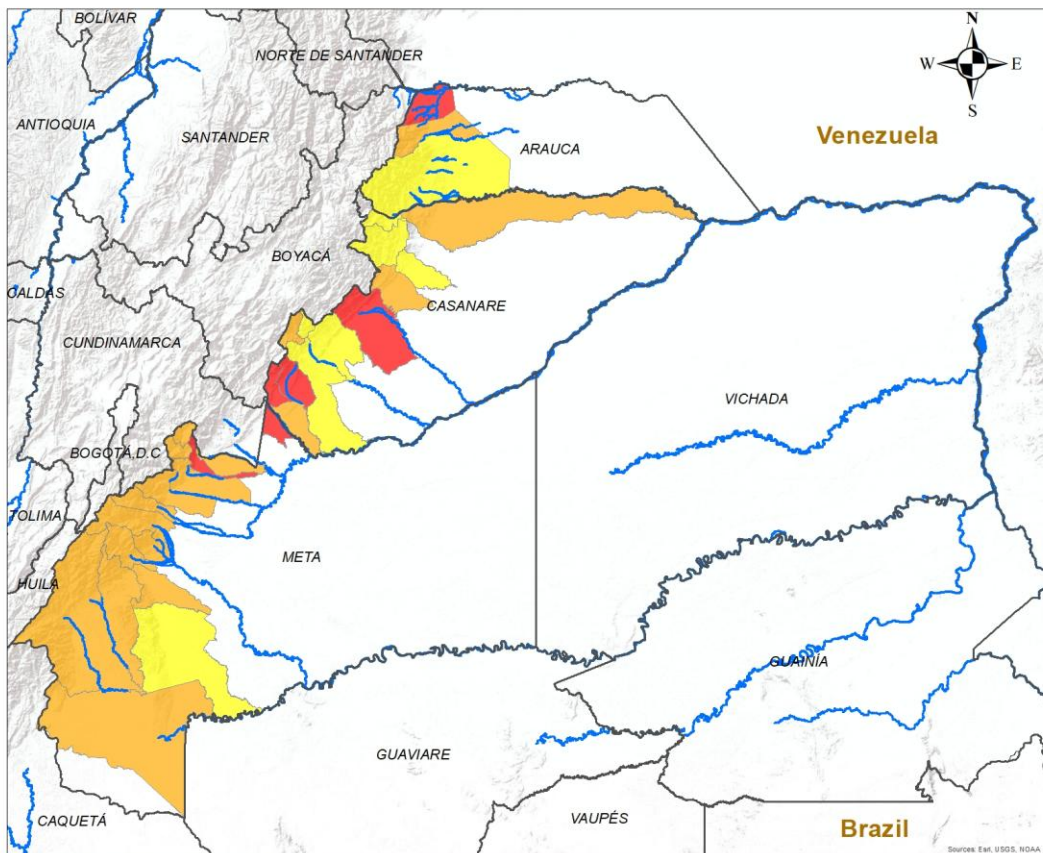 BOLÍVAR
NORTE DE SANTANDER
N
W
E
S
ANTIOQUIA
SANTANDER
ARAUCA
Venezuela
BOYACÁ
CALDAS
CASANARE
CUNDINAMARCA
VICHADA
BOGOTÁ,D.C
TOLIMA
META
HUILA
GUAINÍA
GUAVIARE
CAQUETÁ
VAUPÉS
Brazil
Sources: Esri, USGS, NOAA